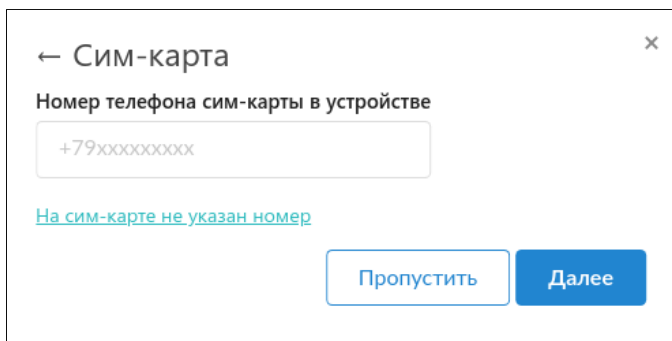 ← Сим-карта
×
Номер телефона сим-карты в устройстве
+79xxxxxxxxx
На сим-карте не указан номер
Пропустить Далее